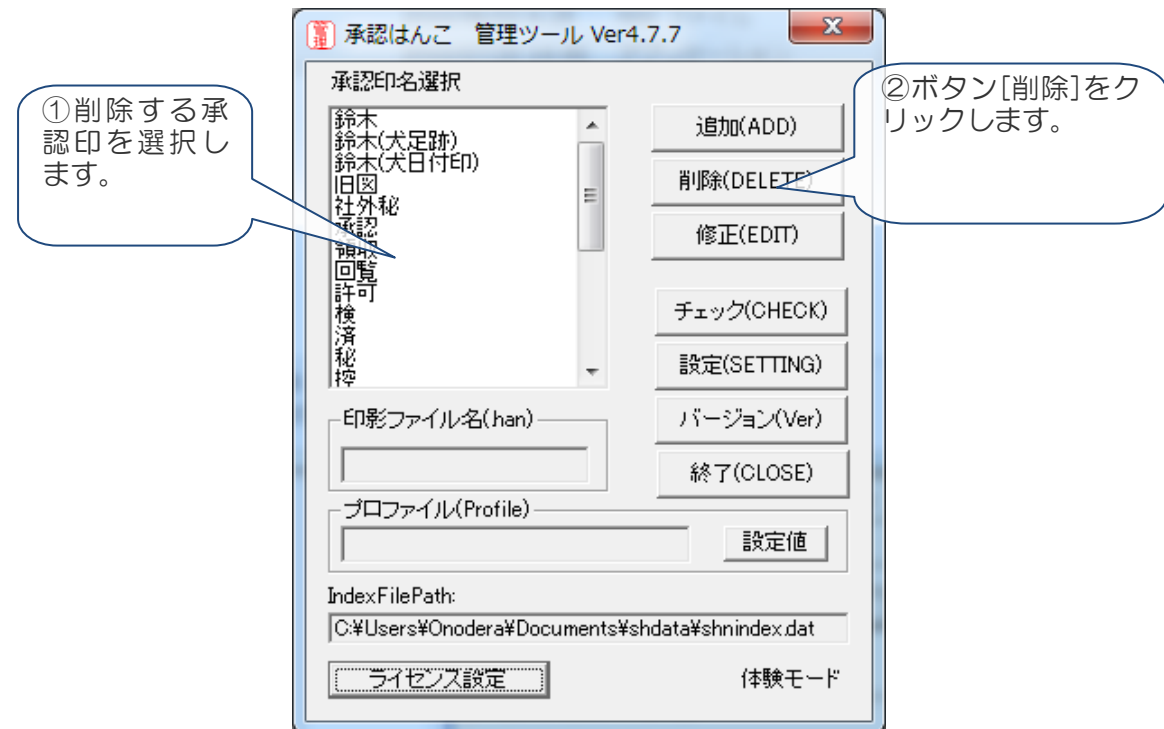 承認はんこ 管理ツール Ver4.7.7
承認印名選択
①削除する承
認印を選択し
ます。
②ボタン[削除]をク
リックします。
鈴木
鈴木(犬足跡)
鈴木(犬日付印)
旧図
社外秘
承認
領収
回覧
許可
検
済
秘
控
追加(ADD)
削除(DELETE)
修正(EDIT)
チェック(CHECK)
設定(SETTING)
バージョン(Ver)
終了(CLOSE)
印影ファイル名(.han)
プロファイル(Profile)
設定値
IndexFilePath:
C:¥Users¥Onodera¥Documents¥shdata¥shnindex.dat
ライセンス設定
体験モード